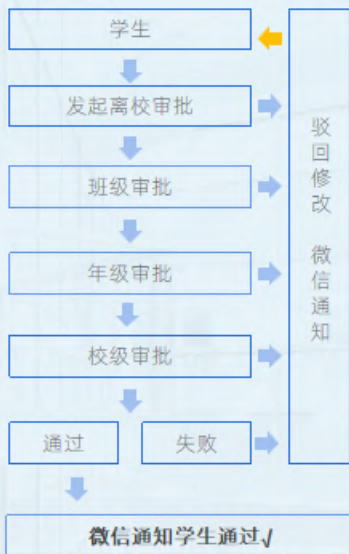 学生
发起离校审批
班级审批
年级审批
校级审批
通过
失败
驳回修改 微信通知
微信通知学生通过√